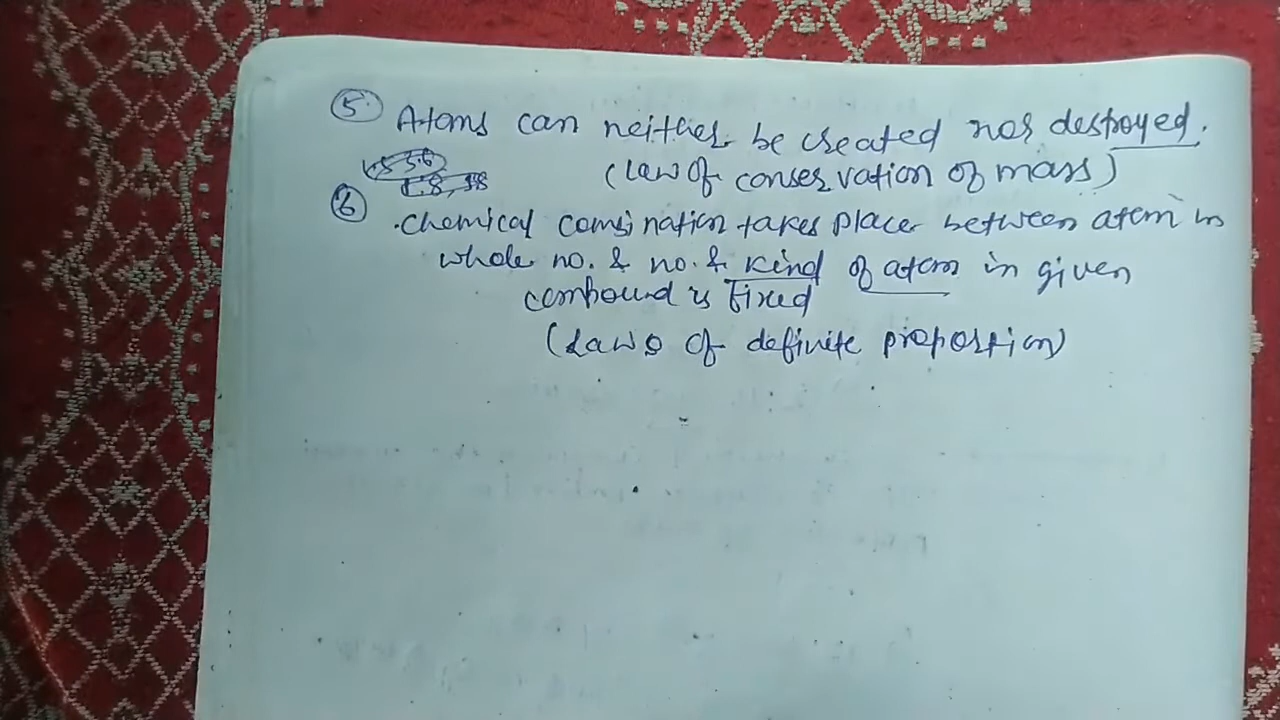 ⑤ Atoms can neither be created nor destroyed.
(Law of conservation of mass)
⑥ Chemical combination takes place between atom in
whole no. & no. & kind of atom in given
compound is fixed
(Laws of definite proportion)